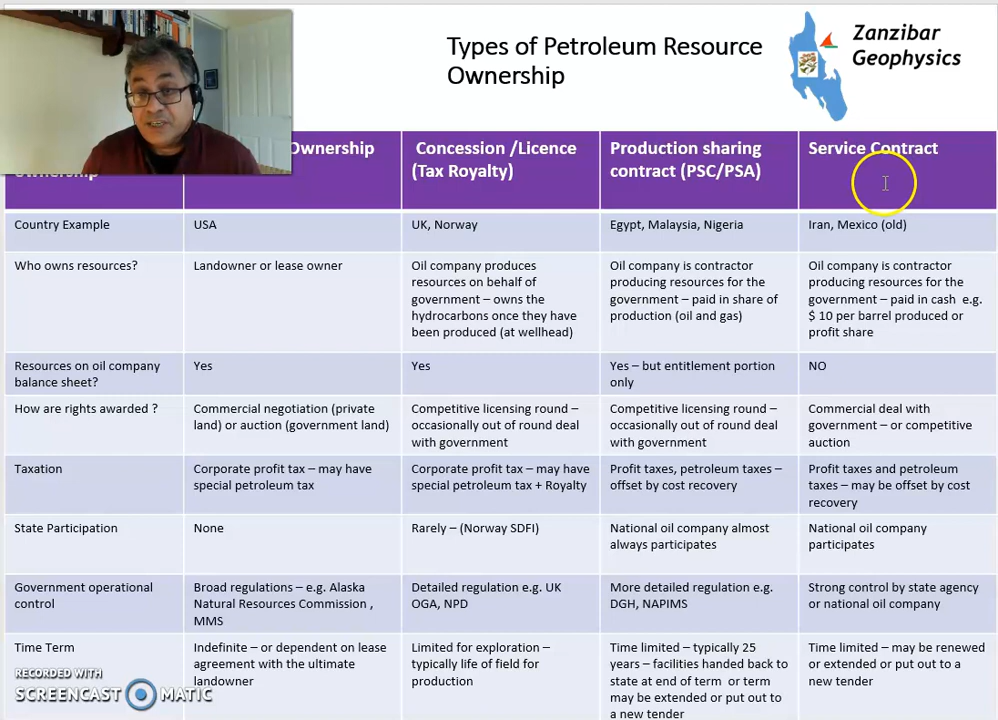 Types of Petroleum Resource
Ownership
Zanzibar
Geophysics
Ownership
Ownership
Concession /Licence
(Tax Royalty)
Production sharing
contract (PSC/PSA)
Service Contract
Country Example
USA
UK, Norway
Egypt, Malaysia, Nigeria
Iran, Mexico (old)
Who owns resources?
Landowner or lease owner
Oil company produces
resources on behalf of
government – owns the
hydrocarbons once they have
been produced (at wellhead)
Oil company is contractor
producing resources for the
government – paid in share of
production (oil and gas)
Oil company is contractor
producing resources for the
government – paid in cash  e.g.
$ 10 per barrel produced or
profit share
Resources on oil company
balance sheet?
Yes
Yes
Yes – but entitlement portion
only
NO
How are rights awarded ?
Commercial negotiation (private
land) or auction (government land)
Competitive licensing round –
occasionally out of round deal
with government
Competitive licensing round –
occasionally out of round deal
with government
Commercial deal with
government – or competitive
auction
Taxation
Corporate profit tax – may have
special petroleum tax
Corporate profit tax – may have
special petroleum tax + Royalty
Profit taxes, petroleum taxes –
offset by cost recovery
Profit taxes and petroleum
taxes – may be offset by cost
recovery
State Participation
None
Rarely – (Norway SDFI)
National oil company almost
always participates
National oil company
participates
Government operational
control
Broad regulations – e.g. Alaska
Natural Resources Commission ,
MMS
Detailed regulation e.g. UK
OGA, NPD
More detailed regulation e.g.
DGH, NAPIMS
Strong control by state agency
or national oil company
Time Term
Indefinite – or dependent on lease
agreement with the ultimate
landowner
Limited for exploration –
typically life of field for
production
Time limited – typically 25
years – facilities handed back to
state at end of term  or term
may be extended or put out to
a new tender
Time limited – may be renewed
or extended or put out to a
new tender
RECORDED WITH
SCREENCAST MATIC